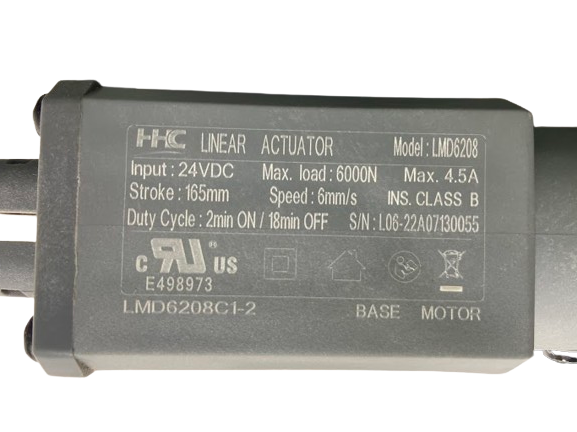 HHC LINEAR ACTUATOR Model : LMD6208
Input : 24VDC Max. load : 6000N Max. 4.5A
Stroke : 165mm Speed : 6mm/s INS. CLASS B
Duty Cycle : 2min ON / 18min OFF S/N : L06-22A07130055
C RU ® US
E498973
LMD6208C1-2 BASE MOTOR